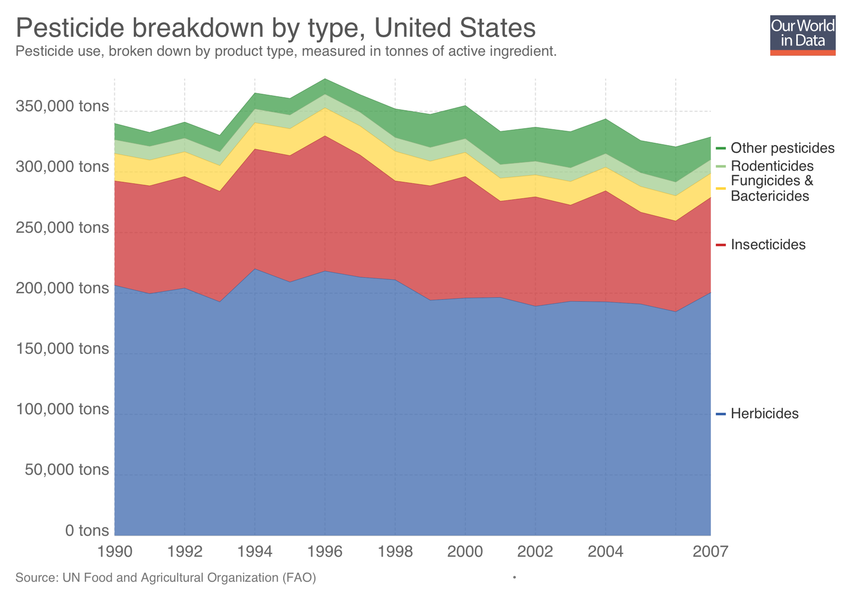 Pesticide breakdown by type, United States
Pesticide use, broken down by product type, measured in tonnes of active ingredient.
Our World
in Data
350,000 tons
300,000 tons
250,000 tons
200,000 tons
150,000 tons
100,000 tons
50,000 tons
0 tons
Other pesticides
Rodenticides
Fungicides &
Bactericides
Insecticides
Herbicides
1990 1992 1994 1996 1998 2000 2002 2004 2007
Source: UN Food and Agricultural Organization (FAO)